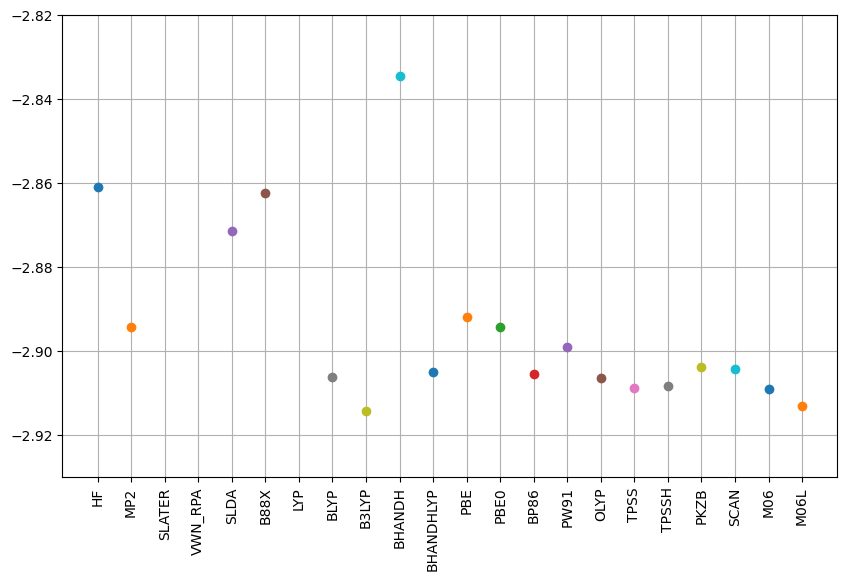 −2.82
−2.84
−2.86
−2.88
−2.90
−2.92
HF
MP2
SLATER
VWN_RPA
SLDA
B88X
LYP
BLYP
B3LYP
BHANDH
BHANDHLYP
PBE
PBE0
BP86
PW91
OLYP
TPSS
TPSSH
PKZB
SCAN
M06
M06L